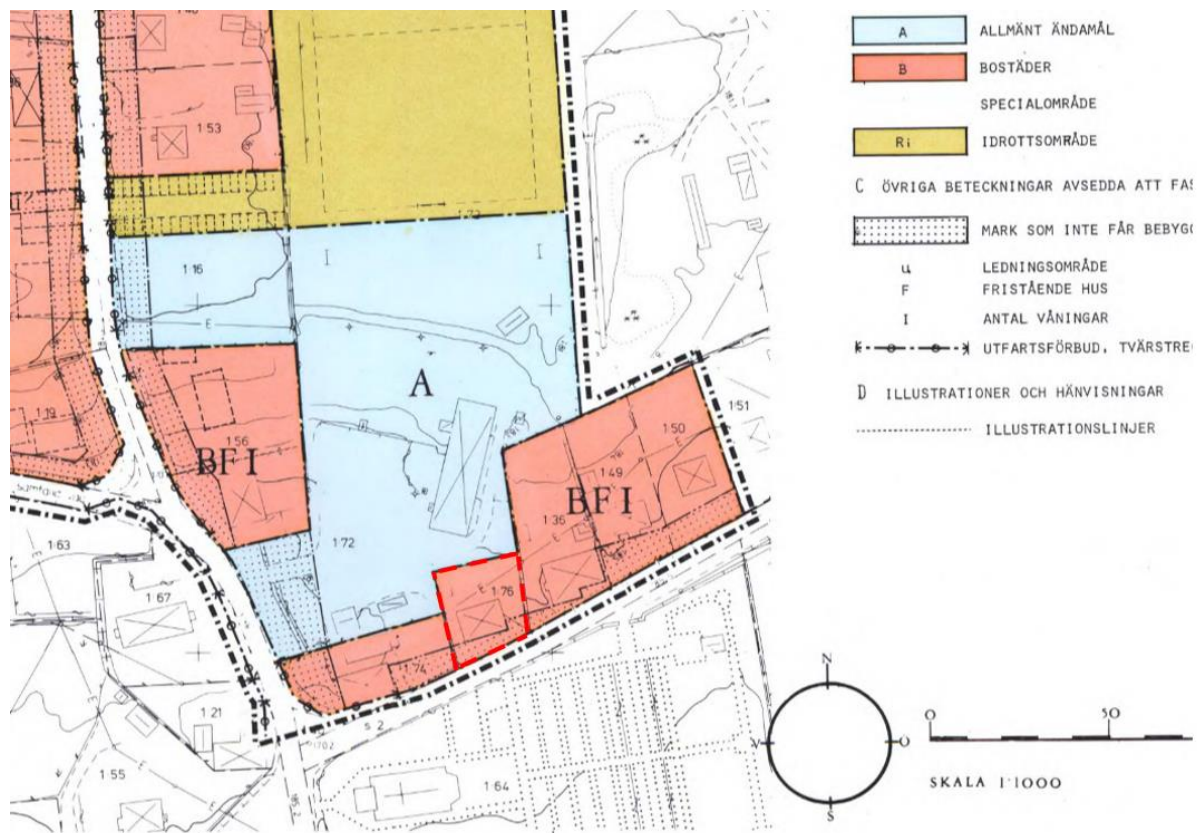 A ALLMÄNT ÄNDAMÅL
B BOSTÄDER
SPECIALOMRÅDE
Ri IDROTTSOMRÅDE
C ÖVRIGA BETECKNINGAR AVSEDDA ATT FAS
MARK SOM INTE FÅR BEBYGG
u LEDNINGSOMRÅDE
F FRISTÅENDE HUS
I ANTAL VÅNINGAR
UTFARTSFÖRBUD, TVÄRSTRE
D ILLUSTRATIONER OCH HÄNVISNINGAR
ILLUSTRATIONSLINJER
1:53
1:16
I
I
E
A
1:19
1:56
BFI
1:50
1:51
1:49
BFI
1:36
1:72
1:76
1:63
1:67
1:74
1:21
s 2
1:55
1:64
N
V
Ö
S
0 50
SKALA 1:1000